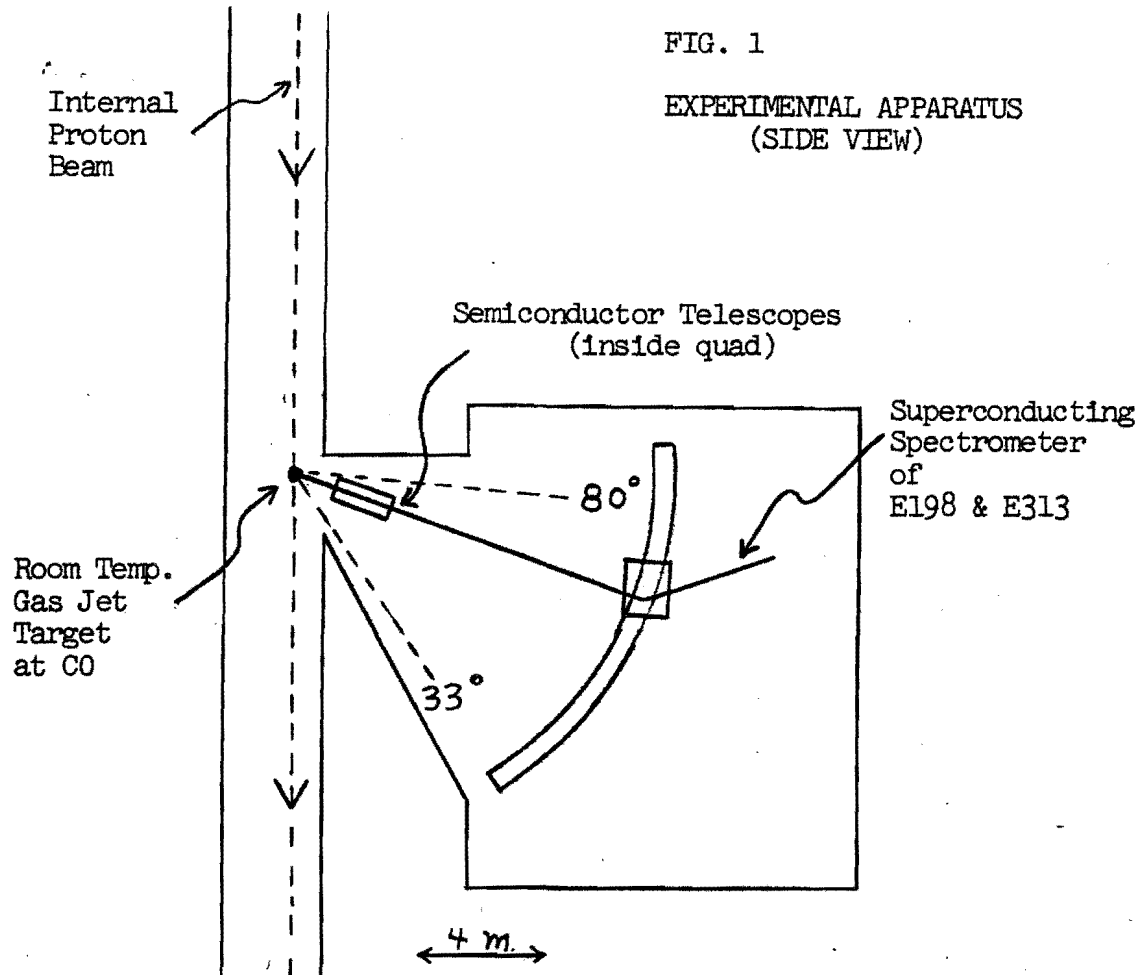 FIG. 1
EXPERIMENTAL APPARATUS
(SIDE VIEW)
Internal
Proton
Beam
Semiconductor Telescopes
(inside quad)
Superconducting
Spectrometer
of
E198 & E313
80°
33°
Room Temp.
Gas Jet
Target
at CO
4 m.